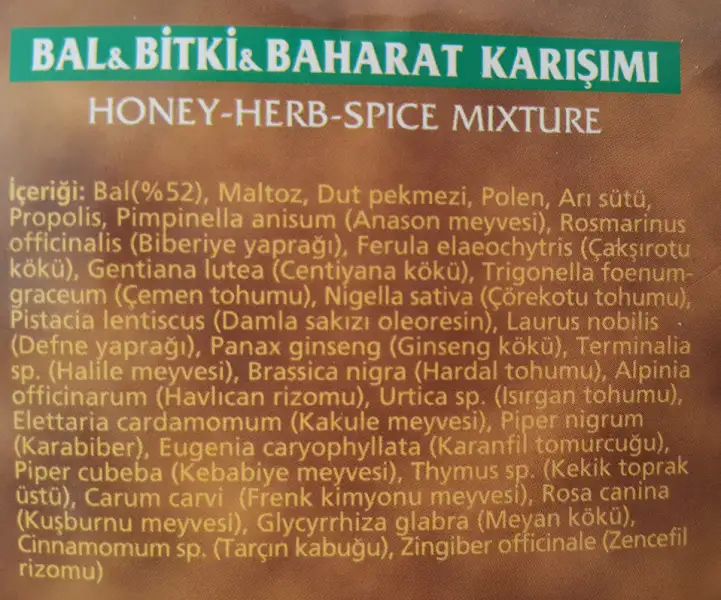 BAL&BİTKİ&BAHARAT KARIŞIMI
HONEY-HERB-SPICE MIXTURE
İçeriği: Bal(%52), Maltoz, Dut pekmezi, Polen, Arı sütü,
Propolis, Pimpinella anisum (Anason meyvesi), Rosmarinus
officinalis (Biberiye yaprağı), Ferula elaeochytris (Çakşırotu
kökü), Gentiana lutea (Centiyana kökü), Trigonella foenum-
graceum (Çemen tohumu), Nigella sativa (Çörekotu tohumu),
Pistacia lentiscus (Damla sakızı oleoresin), Laurus nobilis
(Defne yaprağı), Panax ginseng (Ginseng kökü), Terminalia
sp. (Halile meyvesi), Brassica nigra (Hardal tohumu), Alpinia
officinarum (Havlıcan rizomu), Urtica sp. (Isırgan tohumu),
Elettaria cardamomum (Kakule meyvesi), Piper nigrum
(Karabiber), Eugenia caryophyllata (Karanfil tomurcuğu),
Piper cubeba (Kebabiye meyvesi), Thymus sp. (Kekik toprak
üstü), Carum carvi (Frenk kimyonu meyvesi), Rosa canina
(Kuşburnu meyvesi), Glycyrrhiza glabra (Meyan kökü),
Cinnamomum sp. (Tarçın kabuğu), Zingiber officinale (Zencefil
rizomu)